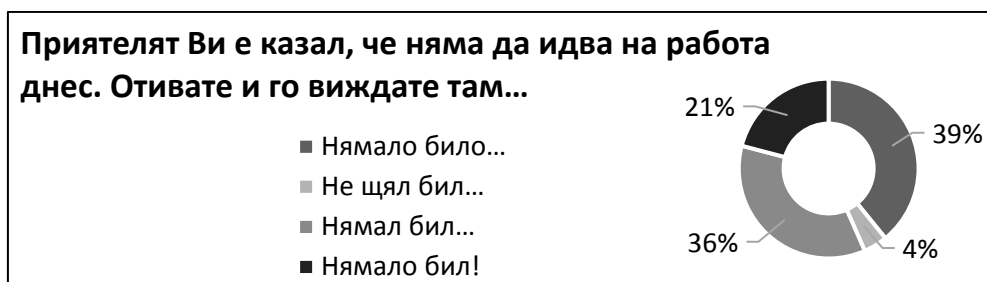 Приятелят Ви е казал, че няма да идва на работа
днес. Отивате и го виждате там…
21%
39%
Нямало било…
Не щял бил…
Нямал бил…
36%
4%
Нямало бил!